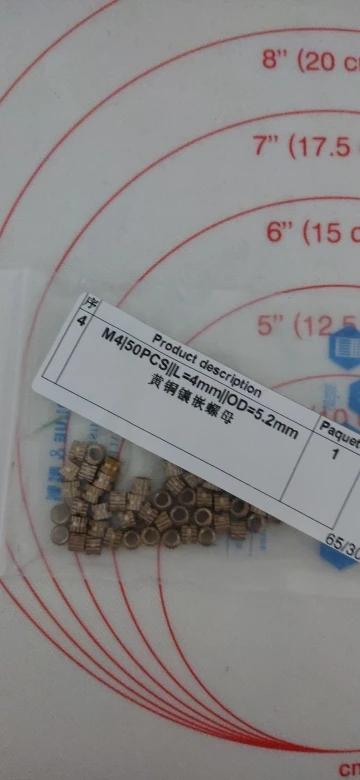 8” (20 c
7” (17.5
6” (15 c
5” (12.5
序
Product description
Paquet
4
M4|50PCS||L=4mm||OD=5.2mm
黄铜镶嵌螺母
1
65/30
cm